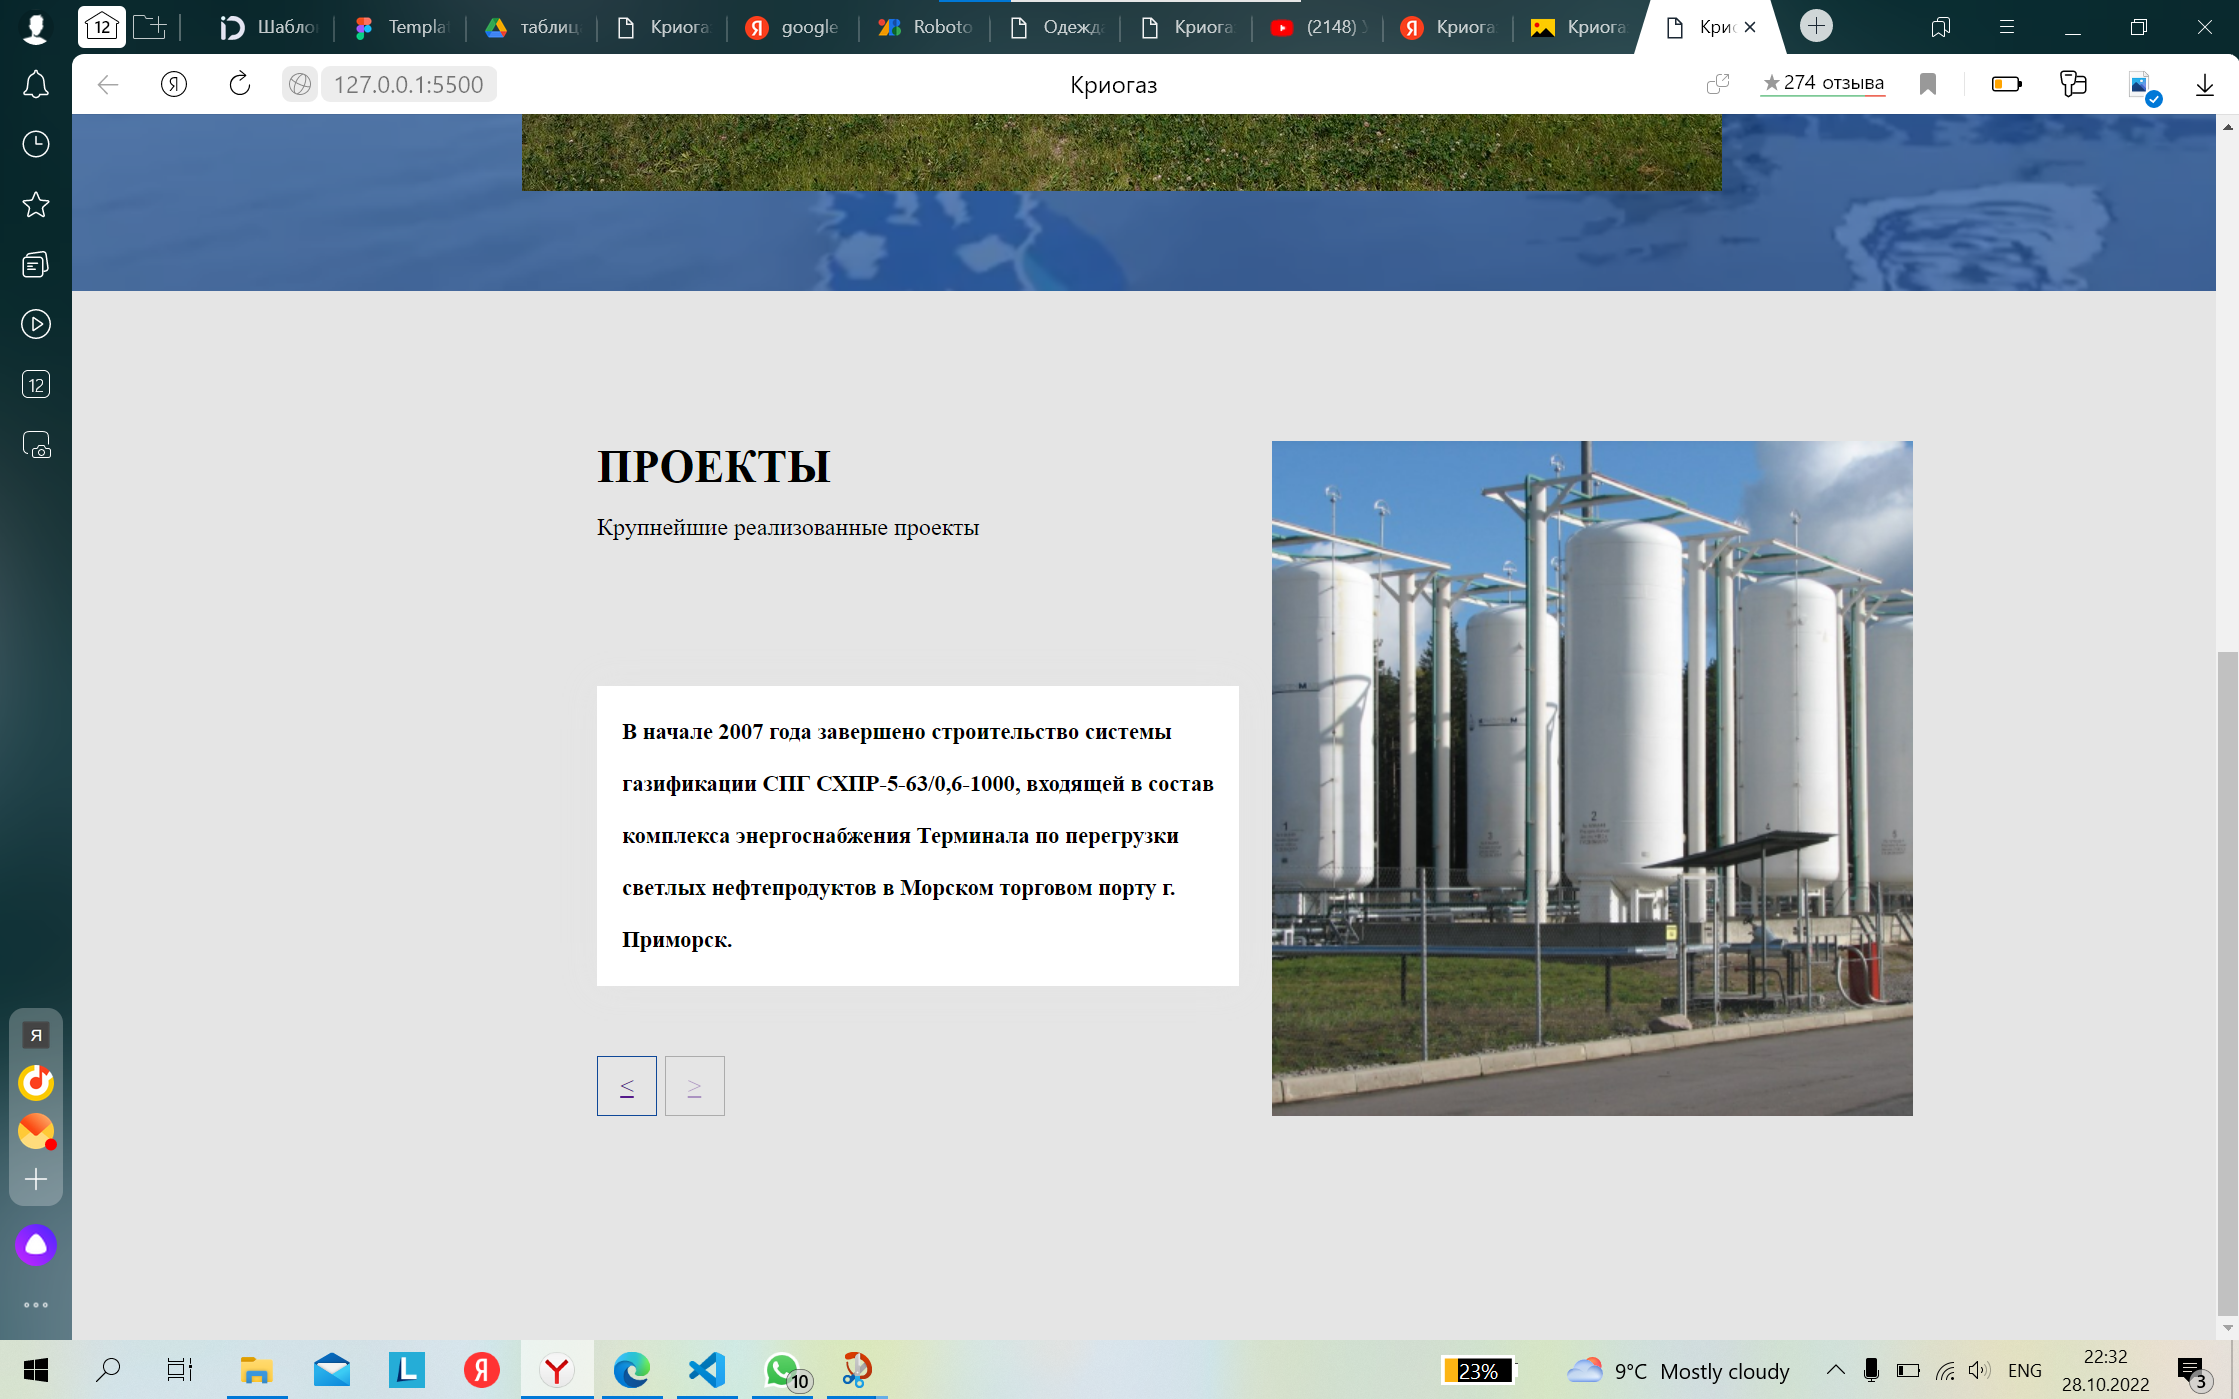 12
Шабло
Templa
таблиц
Криога
google
Roboto
Одежд
Криога
(2148)
Криога
Криога
Кри
127.0.0.1:5500
Криогаз
274 отзыва
12
ПРОЕКТЫ
Крупнейшие реализованные проекты
В начале 2007 года завершено строительство системы
газификации СПГ СХПР-5-63/0,6-1000, входящей в состав
комплекса энергоснабжения Терминала по перегрузки
светлых нефтепродуктов в Морском торговом порту г.
Приморск.
< >
10
23%
9°C Mostly cloudy
ENG
22:32
28.10.2022
3